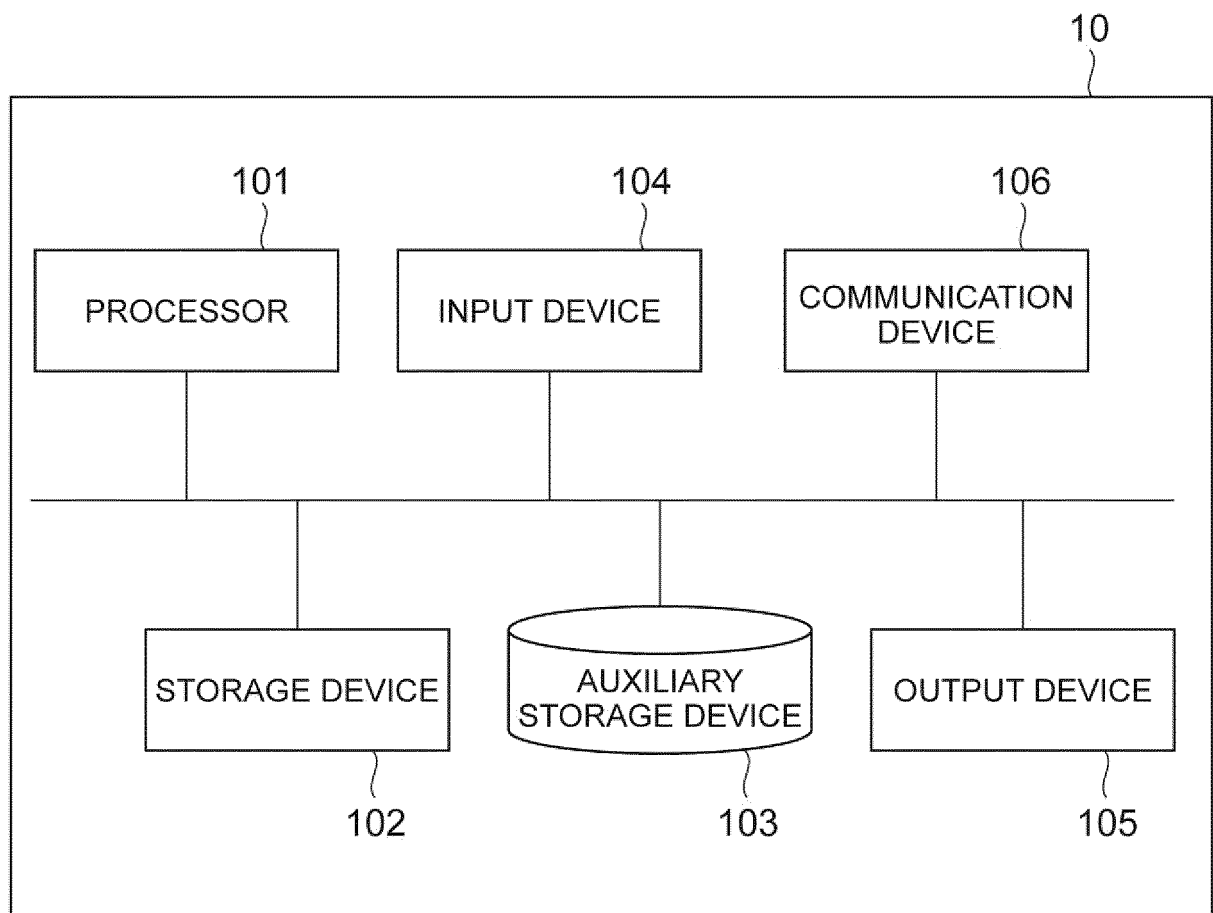 10
101
104
106
PROCESSOR
INPUT DEVICE
COMMUNICATION
DEVICE
STORAGE DEVICE
AUXILIARY
STORAGE DEVICE
OUTPUT DEVICE
102
103
105